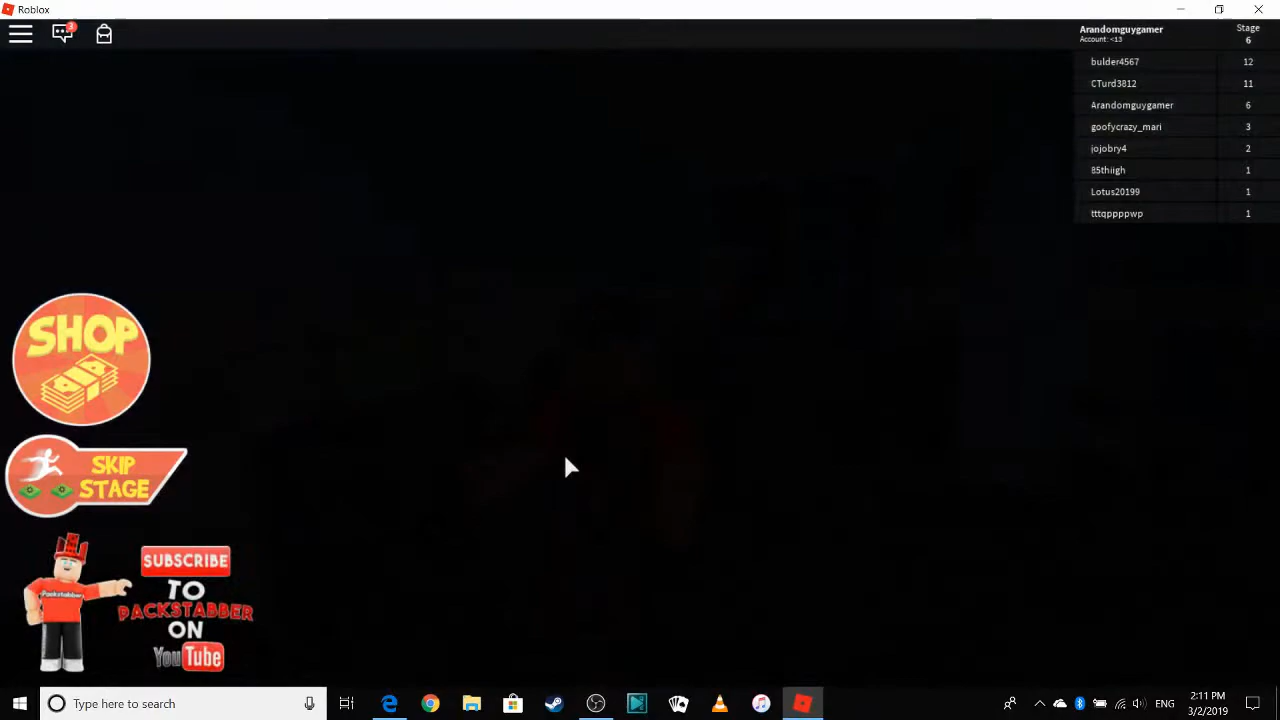 Roblox
3
Arandomguygamer
Account: <13
Stage
6
bulder4567 12
CTurd3812 11
Arandomguygamer 6
goofycrazy_mari 3
jojobry4 2
85thiigh 1
Lotus20199 1
tttqppppwp 1
SHOP
SKIP
STAGE
Packstabber
SUBSCRIBE
TO
PACKSTABBER
ON
YouTube
Type here to search
ENG
2:11 PM
3/2/2019